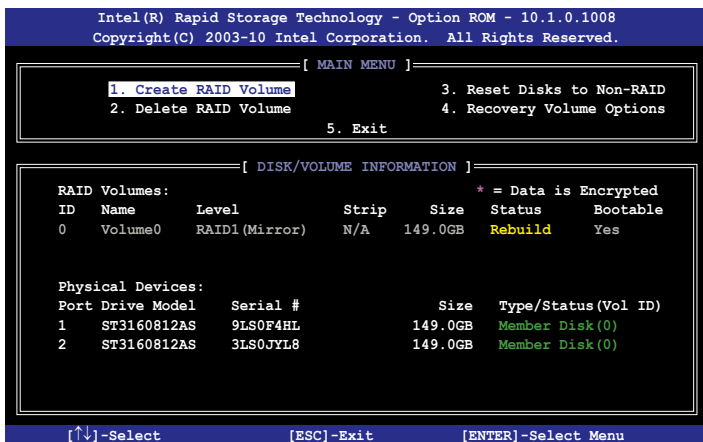 Intel(R) Rapid Storage Technology - Option ROM - 10.1.0.1008
Copyright(C) 2003-10 Intel Corporation. All Rights Reserved.
[ MAIN MENU ]
1. Create RAID Volume 3. Reset Disks to Non-RAID
2. Delete RAID Volume 4. Recovery Volume Options
5. Exit
[ DISK/VOLUME INFORMATION ]
RAID Volumes: * = Data is Encrypted
ID Name Level Strip Size Status Bootable
0 Volume0 RAID1(Mirror) N/A 149.0GB Rebuild Yes
Physical Devices:
Port Drive Model Serial # Size Type/Status(Vol ID)
1 ST3160812AS 9LS0F4HL 149.0GB Member Disk(0)
2 ST3160812AS 3LS0JYL8 149.0GB Member Disk(0)
[↑↓]-Select [ESC]-Exit [ENTER]-Select Menu